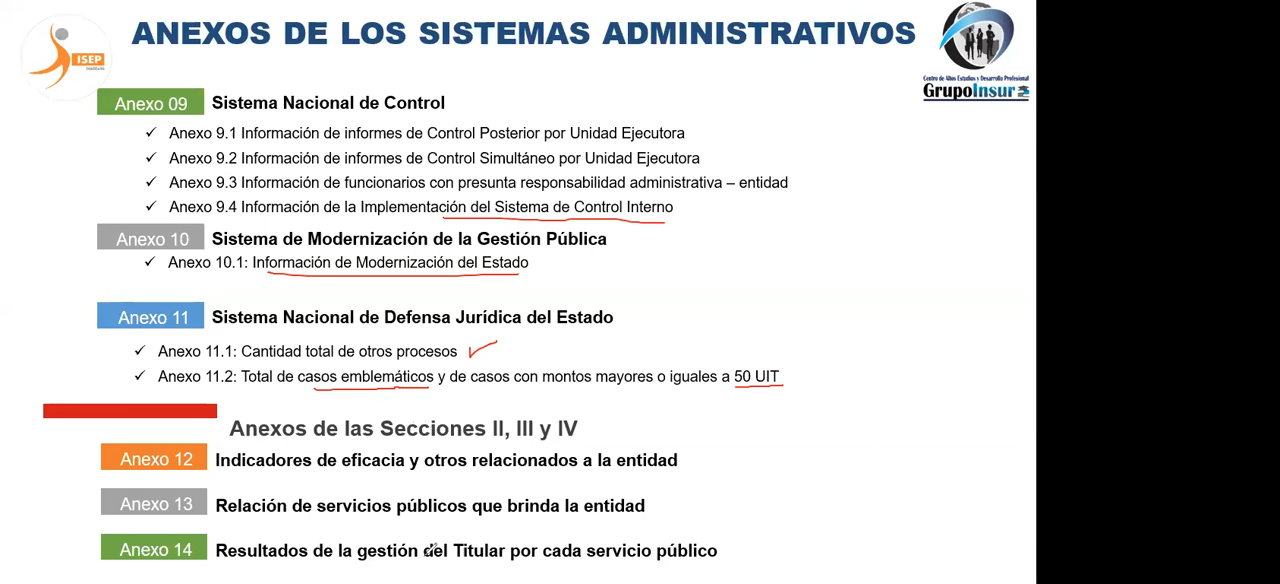 ANEXOS DE LOS SISTEMAS ADMINISTRATIVOS
ISEP
Instituto
Centro de Altos Estudios y Desarrollo Profesional
GrupoInsur
Anexo 09 Sistema Nacional de Control
✓ Anexo 9.1 Información de informes de Control Posterior por Unidad Ejecutora
✓ Anexo 9.2 Información de informes de Control Simultáneo por Unidad Ejecutora
✓ Anexo 9.3 Información de funcionarios con presunta responsabilidad administrativa – entidad
✓ Anexo 9.4 Información de la Implementación del Sistema de Control Interno
Anexo 10 Sistema de Modernización de la Gestión Pública
✓ Anexo 10.1: Información de Modernización del Estado
Anexo 11 Sistema Nacional de Defensa Jurídica del Estado
✓ Anexo 11.1: Cantidad total de otros procesos
✓ Anexo 11.2: Total de casos emblemáticos y de casos con montos mayores o iguales a 50 UIT
Anexos de las Secciones II, III y IV
Anexo 12 Indicadores de eficacia y otros relacionados a la entidad
Anexo 13 Relación de servicios públicos que brinda la entidad
Anexo 14 Resultados de la gestión del Titular por cada servicio público